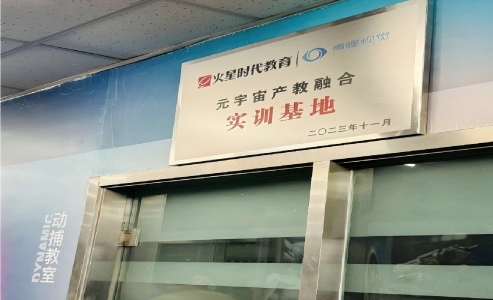 火星时代教育
元宇宙产教融合
实训基地
二〇二三年十一月
动捕教室
DYNAMIC